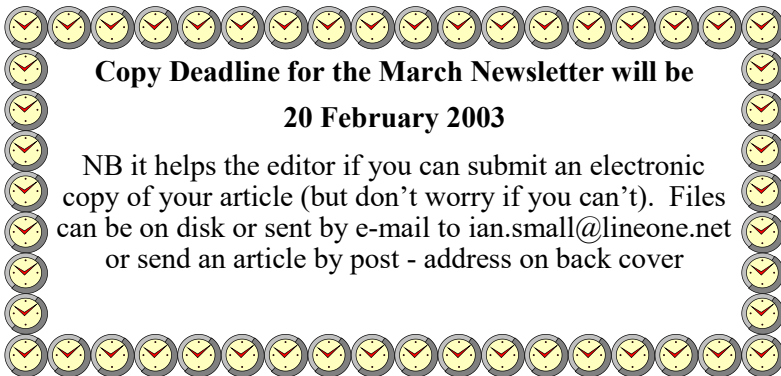 Copy Deadline for the March Newsletter will be
20 February 2003
NB it helps the editor if you can submit an electronic
copy of your article (but don’t worry if you can’t).  Files
can be on disk or sent by e-mail to ian.small@lineone.net
or send an article by post - address on back cover